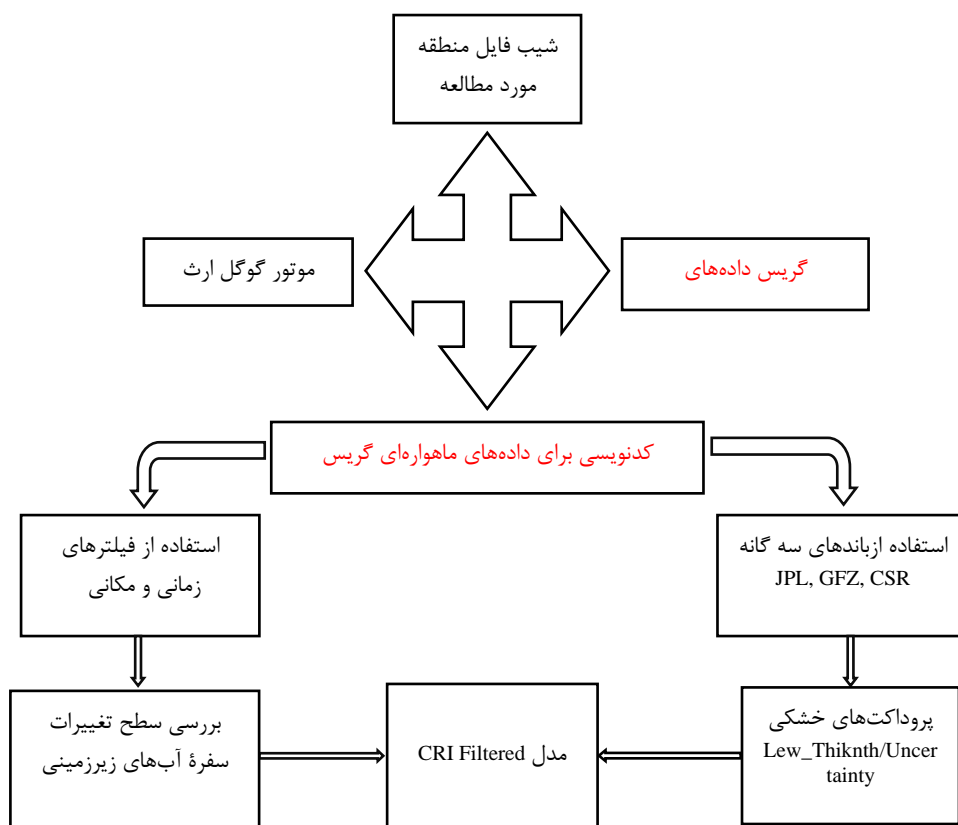 شیب فایل منطقه
مورد مطالعه
گریس داده‌های
موتور گوگل ارث
کدنویسی برای داده‌های ماهواره‌ای گریس
استفاده ازباندهای سه گانه
JPL, GFZ, CSR
استفاده از فیلترهای
زمانی و مکانی
پروداکت‌های خشکی
Lew_Thiknth/Uncer
tainty
مدل CRI Filtered
بررسی سطح تغییرات
سفرۀ آب‌های زیرزمینی